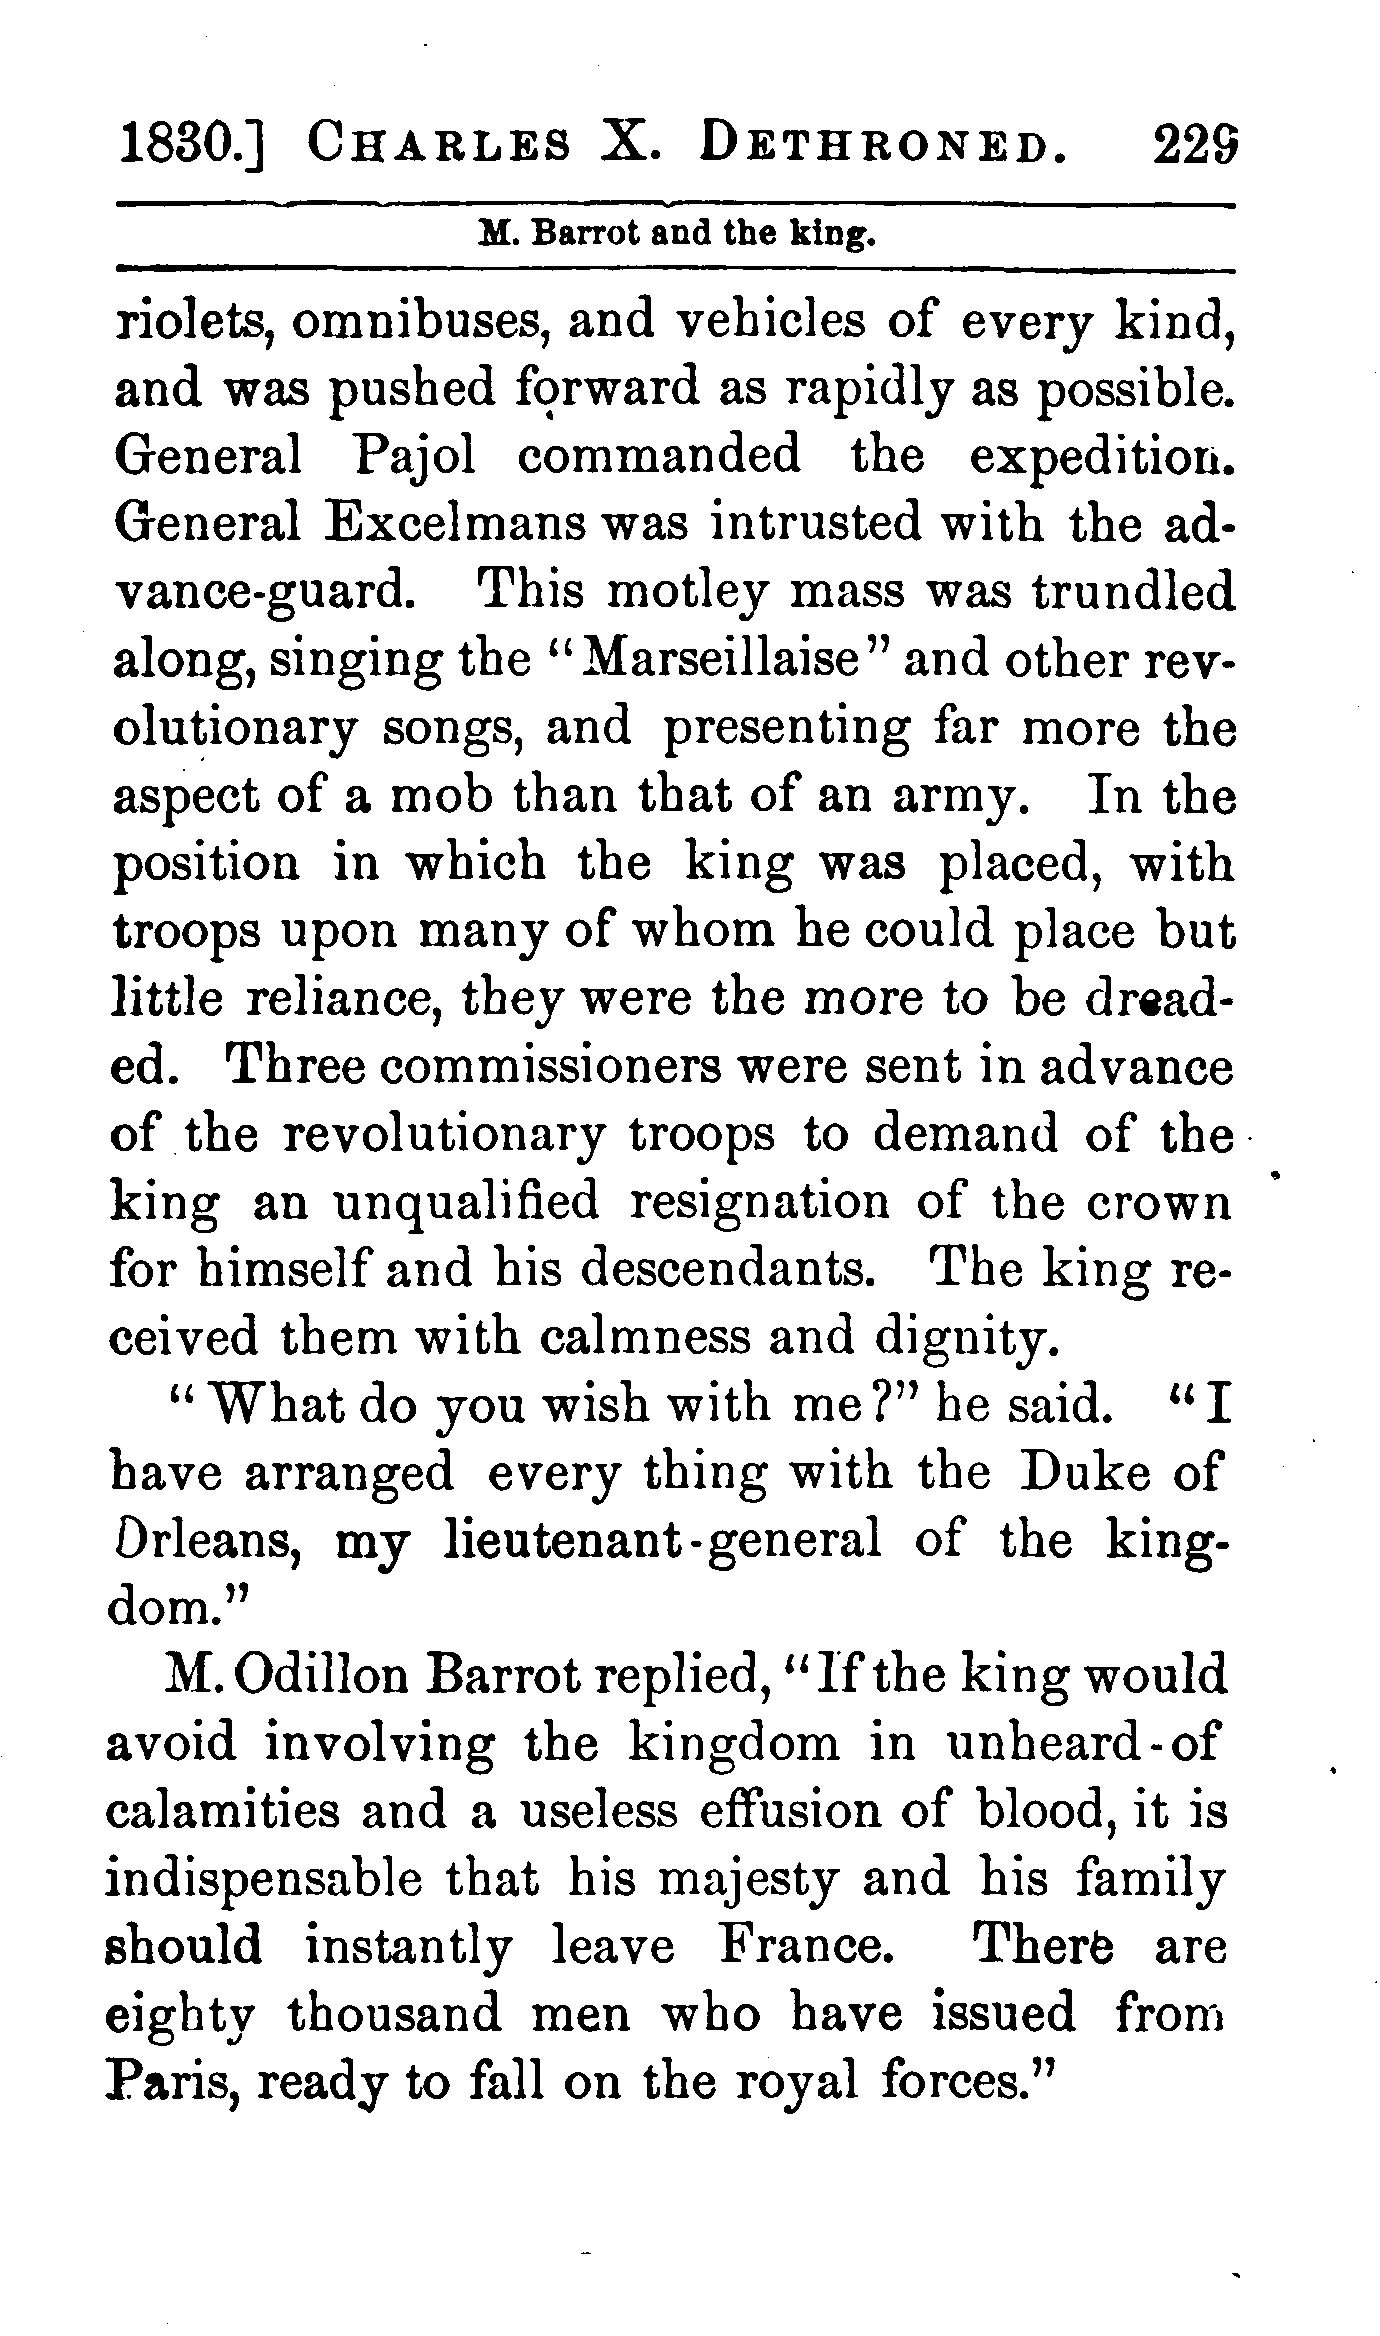 1830.] CHARLES X. DETHRONED. 229
M. Barrot and the king.
riolets, omnibuses, and vehicles of every kind,
and was pushed forward as rapidly as possible.
General Pajol commanded the expedition.
General Excelmans was intrusted with the ad-
vance-guard. This motley mass was trundled
along, singing the "Marseillaise" and other rev-
olutionary songs, and presenting far more the
aspect of a mob than that of an army. In the
position in which the king was placed, with
troops upon many of whom he could place but
little reliance, they were the more to be dread-
ed. Three commissioners were sent in advance
of the revolutionary troops to demand of the
king an unqualified resignation of the crown
for himself and his descendants. The king re-
ceived them with calmness and dignity.
"What do you wish with me?" he said. "I
have arranged every thing with the Duke of
Orleans, my lieutenant-general of the king-
dom."
M. Odillon Barrot replied, "If the king would
avoid involving the kingdom in unheard-of
calamities and a useless effusion of blood, it is
indispensable that his majesty and his family
should instantly leave France. There are
eighty thousand men who have issued from
Paris, ready to fall on the royal forces."